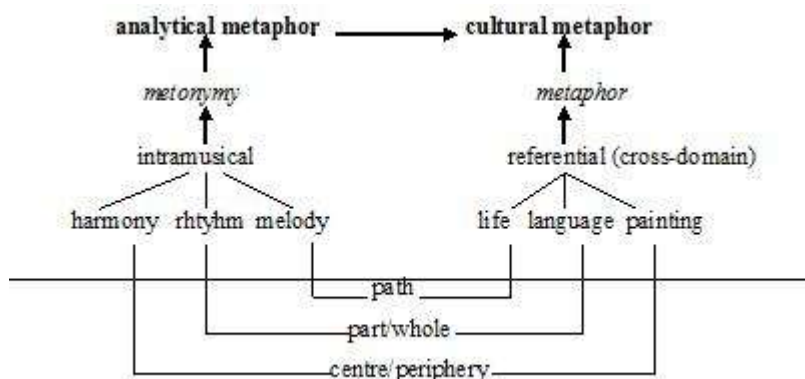 analytical metaphor cultural metaphor
metonymy metaphor
intramusical referential (cross-domain)
harmony rhtyhm melody life language painting
path
part/whole
centre/periphery